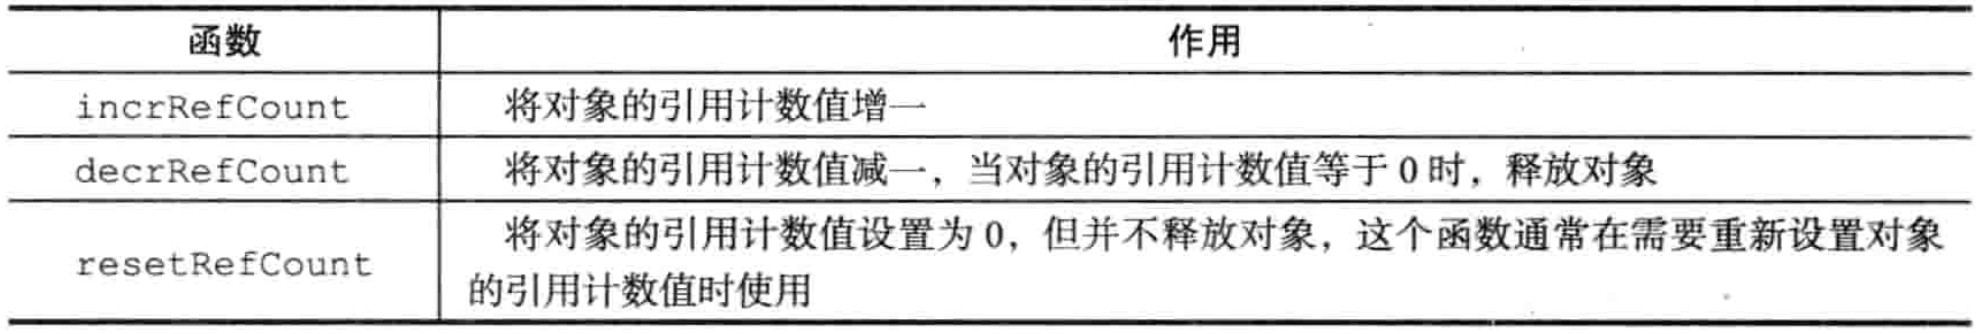 函数 作用
incrRefCount 将对象的引用计数值增一
decrRefCount 将对象的引用计数值减一，当对象的引用计数值等于 0 时，释放对象
将对象的引用计数值设置为 0，但并不释放对象，这个函数通常在需要重新设置对象
resetRefCount
的引用计数值时使用